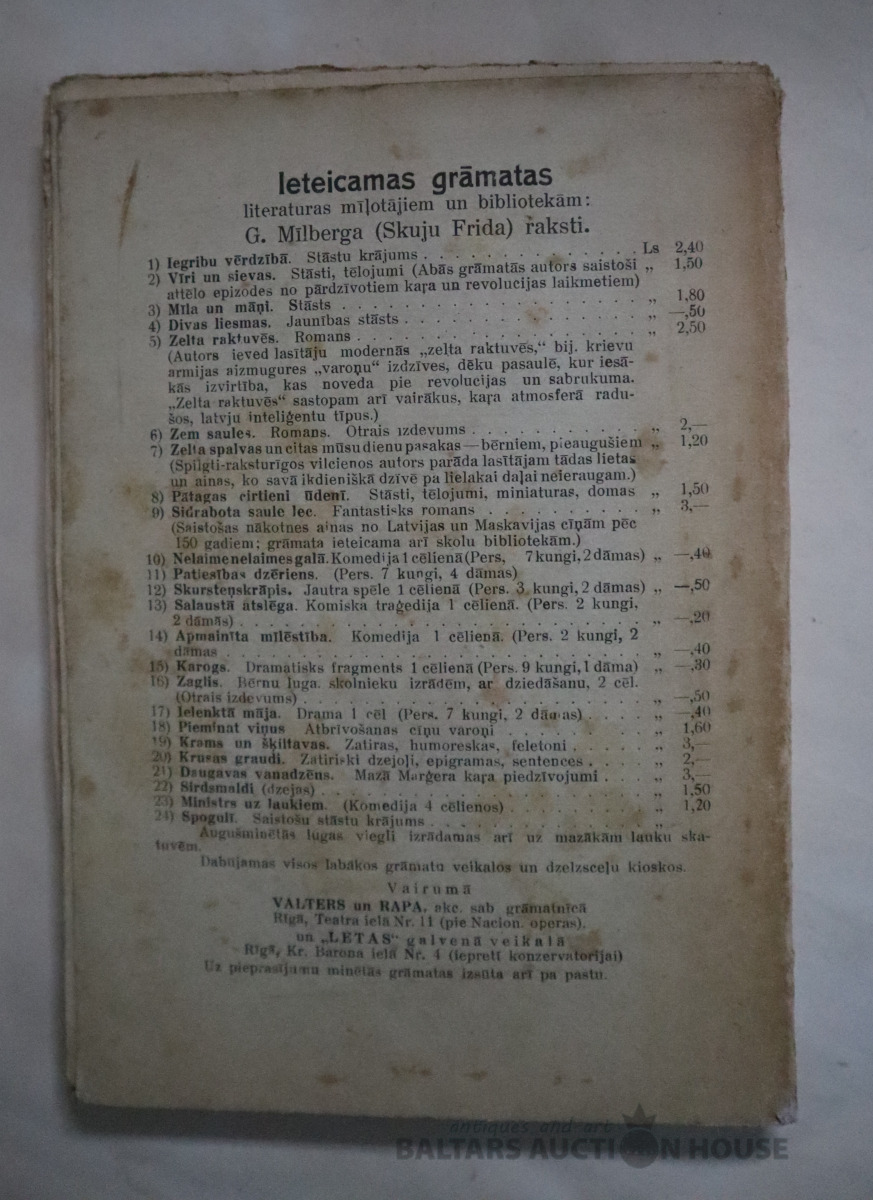 Ieteicamas grāmatas
literaturas mīļotājiem un bibliotekām:
G. Mīlberga (Skuju Frida) raksti.
1) Iegribu vērdzībā. Stāstu krājums . . . . . . . . . . . . . Ls 2,40
2) Vīri un sievas. Stāsti, tēlojumi (Abās grāmatās autors saistoši „ 1,50
attēlo epizodes no pārdzīvotiem kaŗa un revolucijas laikmetiem)
3) Mīla un māņi. Stāsts . . . . . . . . . . . . . . . . . „ 1,80
4) Divas liesmas. Jaunības stāsts . . . . . . . . . . . . . „ —,50
5) Zelta raktuvēs. Romans . . . . . . . . . . . . . . . . „ 2,50
(Autors ieved lasītāju modernās „zelta raktuvēs,“ bij. krievu
armijas aizmugures „varoņu“ izdzīves, dēku pasaulē, kur iesā-
kās izvirtība, kas noveda pie revolucijas un sabrukuma.
„Zelta raktuvēs“ sastopam arī vairākus, kaŗa atmosferā radu-
šos, latvju inteliģentu tīpus.)
6) Zem saules. Romans. Otrais izdevums . . . . . . . . . „ 2,—
7) Zelta spalvas un citas mūsu dienu pasakas — bērniem, pieaugušiem „ 1,20
(Spilgti-raksturīgos vilcienos autors parāda lasītājam tādas lietas
un ainas, ko savā ikdienišķā dzīvē pa lielakai daļai neieraugam.)
8) Pātagas cirtieni ūdenī. Stāsti, tēlojumi, miniaturas, domas „ 1,50
9) Sidrabota saule lec. Fantastisks romans . . . . . . . . . „ 3,—
(Saistošas nākotnes ainas no Latvijas un Maskavijas cīņām pēc
150 gadiem; grāmata ieteicama arī skolu bibliotekām.)
10) Nelaime nelaimes galā. Komedija 1 cēlienā (Pers, 7 kungi, 2 dāmas) „ —,40
11) Patiesības dzēriens. (Pers. 7 kungi, 4 dāmas)
12) Skursteņskrāpis. Jautra spēle 1 cēlienā (Pers. 3 kungi, 2 dāmas) „ —,50
13) Salaustā atslēga. Komiska traģedija 1 cēlienā. (Pers. 2 kungi,
2 dāmās) . . . . . . . . . . . . . . . . . . . . „ —,20
14) Apmainīta mīlēstība. Komedija 1 cēlienā. (Pers. 2 kungi, 2
dāmas . . . . . . . . . . . . . . . . . . . . . „ —,40
15) Karogs. Dramatisks fragments 1 cēlienā (Pers. 9 kungi, 1 dāma) „ —,30
16) Zaglis. Bērnu luga. skolnieku izrādēm, ar dziedāšanu, 2 cēl.
(Otrais izdevums) . . . . . . . . . . . . . . . . . „ —,50
17) Ielenktā māja. Drama 1 cēl (Pers. 7 kungi, 2 dāmas) . . . . „ —,40
18) Pieminat viņus Atbrīvošanas cīņu varoņi . . . . . . . . „ 1,60
19) Krams un šķiltavas. Zatiras, humoreskas, feletoni . . . . . „ 3,—
20) Krusas graudi. Zatiriski dzejoļi, epigramas, sentences . . . . „ 2,—
21) Daugavas vanadzēns. Mazā Marģera kaŗa piedzīvojumi . . . „ 3,—
22) Sirdsmaldi (dzejas) . . . . . . . . . . . . . . . . . „ 1,50
23) Ministrs uz laukiem. (Komedija 4 cēlienos) . . . . . . . . „ 1,20
24) Spogulī. Saistošu stāstu krājums . . . . . . . . . . . . „
Augušminētās lugas viegli izrādamas arī uz mazākām lauku ska-
tuvēm.
Dabūjamas visos labākos grāmatu veikalos un dzelzsceļu kioskos.
Vairumā
VALTERS un RAPA, akc. sab grāmatnīcā
Rīgā, Teatra ielā Nr. 11 (pie Nacion. operas).
un „LETAS“ galvenā veikalā
Rīgā, Kr. Barona ielā Nr. 4 (iepretī konzervatorijai)
Uz pieprasījumu minētās grāmatas izsūta arī pa pastu.
antiques and art
BALTARS AUCTION HOUSE